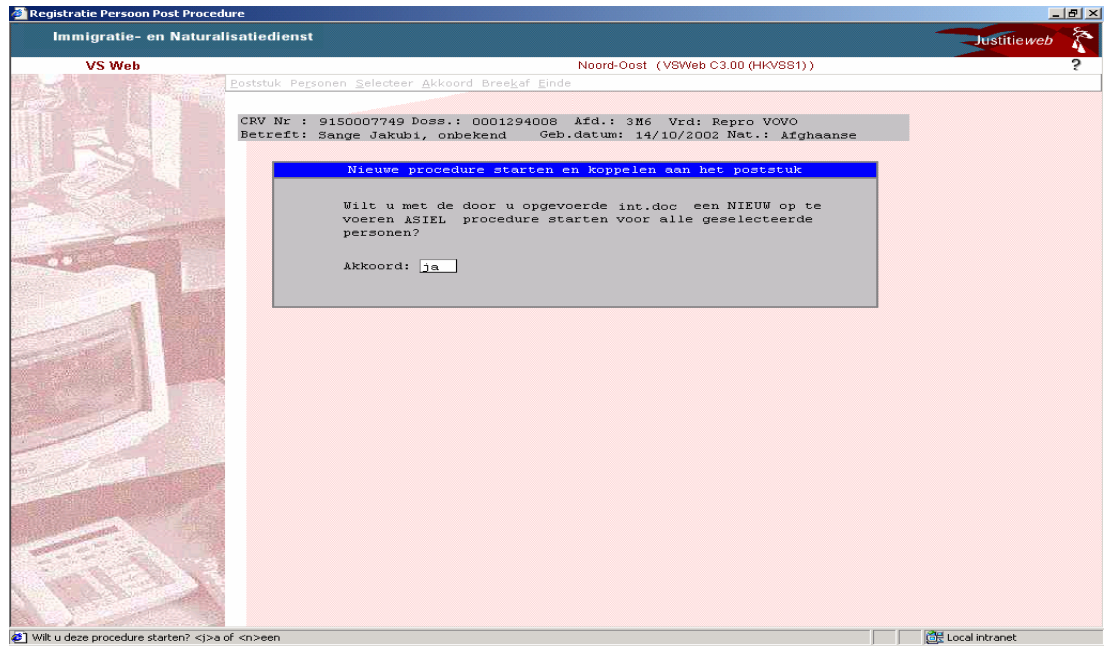 Registratie Persoon Post Procedure
Immigratie- en Naturalisatiedienst
Justitieweb
VS Web
Noord-Oost (VSWeb C3.00 (HKVSS1))
?
Poststuk Personen Selecteer Akkoord Breekaf Einde
CRV Nr : 9150007749 Doss.: 0001294008 Afd.: 3M6 Vrd: Repro VOVO
Betreft: Sange Jakubi, onbekend Geb.datum: 14/10/2002 Nat.: Afghaanse
Nieuwe procedure starten en koppelen aan het poststuk
Wilt u met de door u opgevoerde int.doc een NIEUW op te
voeren ASIEL procedure starten voor alle geselecteerde
personen?
Akkoord: ja
Wilt u deze procedure starten? <j>a of <n>een
Local intranet